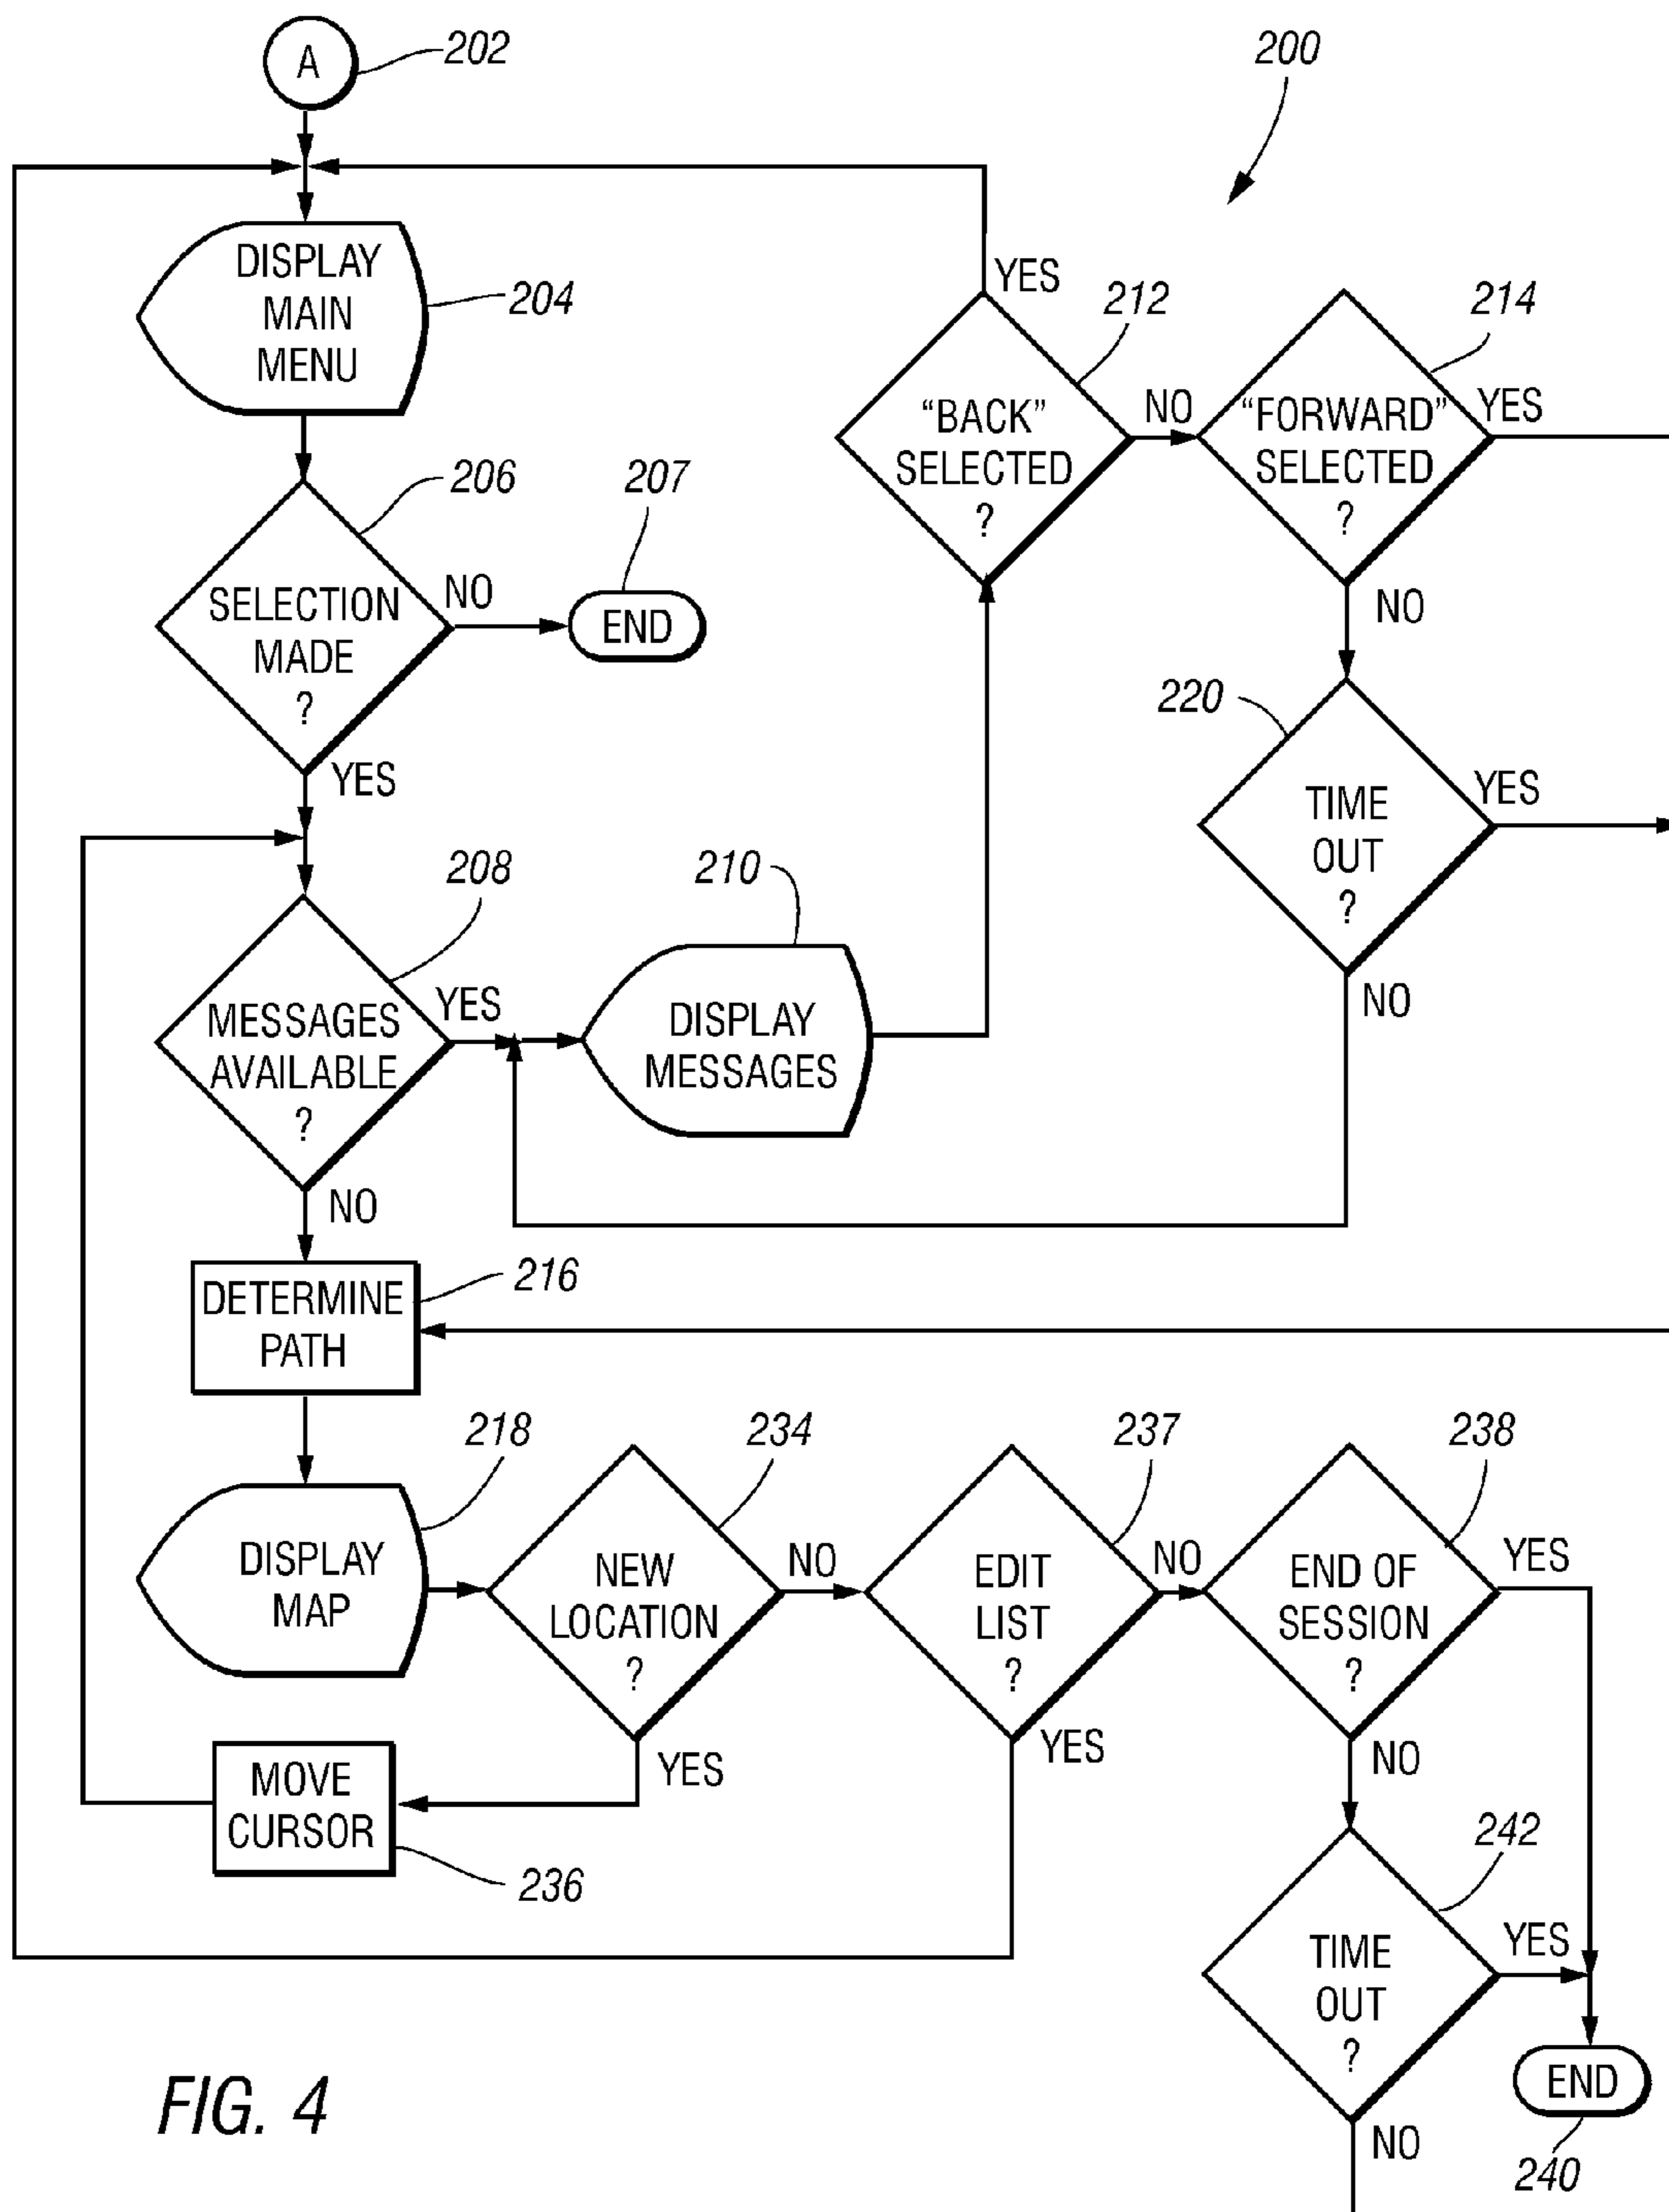 A
202
200
DISPLAY
MAIN
MENU
204
YES
212
214
"BACK"
SELECTED
?
NO
"FORWARD"
SELECTED
?
YES
NO
206
207
SELECTION
MADE
?
NO
END
YES
220
TIME
OUT
?
YES
NO
208
210
MESSAGES
AVAILABLE
?
YES
DISPLAY
MESSAGES
NO
DETERMINE
PATH
216
218
234
237
238
DISPLAY
MAP
NEW
LOCATION
?
NO
EDIT
LIST
?
NO
END OF
SESSION
?
YES
YES
YES
NO
MOVE
CURSOR
236
242
TIME
OUT
?
YES
END
240
NO
FIG. 4